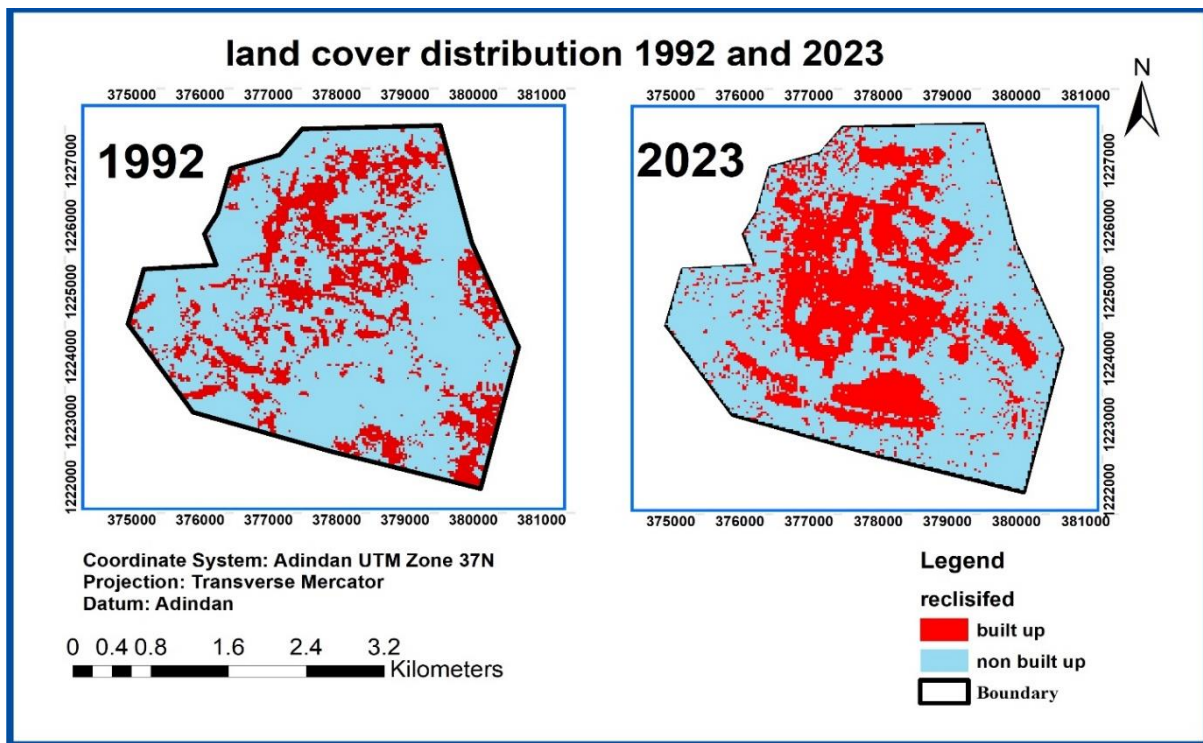 land cover distribution 1992 and 2023
N
375000 376000 377000 378000 379000 380000 381000
375000 376000 377000 378000 379000 380000 381000
1992
2023
1227000
1226000
1225000
1224000
1223000
1222000
1227000
1226000
1225000
1224000
1223000
1222000
375000 376000 377000 378000 379000 380000 381000
375000 376000 377000 378000 379000 380000 381000
Coordinate System: Adindan UTM Zone 37N
Projection: Transverse Mercator
Datum: Adindan
0 0.4 0.8 1.6 2.4 3.2
Kilometers
Legend
reclisifed
built up
non built up
Boundary